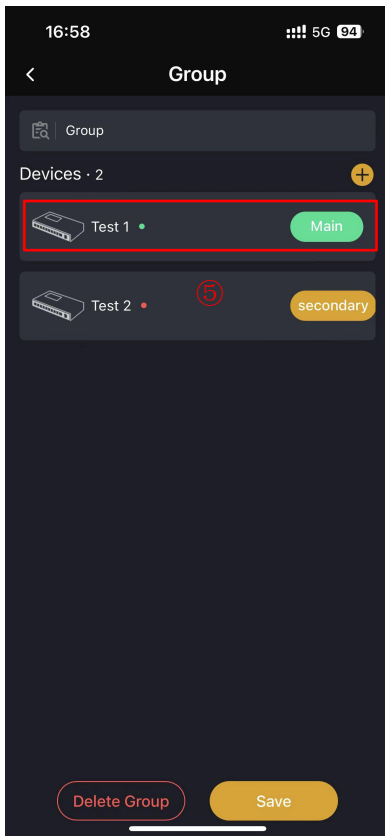 16:58 5G 94
Group
Group
Devices · 2
Test 1 Main
Test 2 ⑤ secondary
Delete Group Save